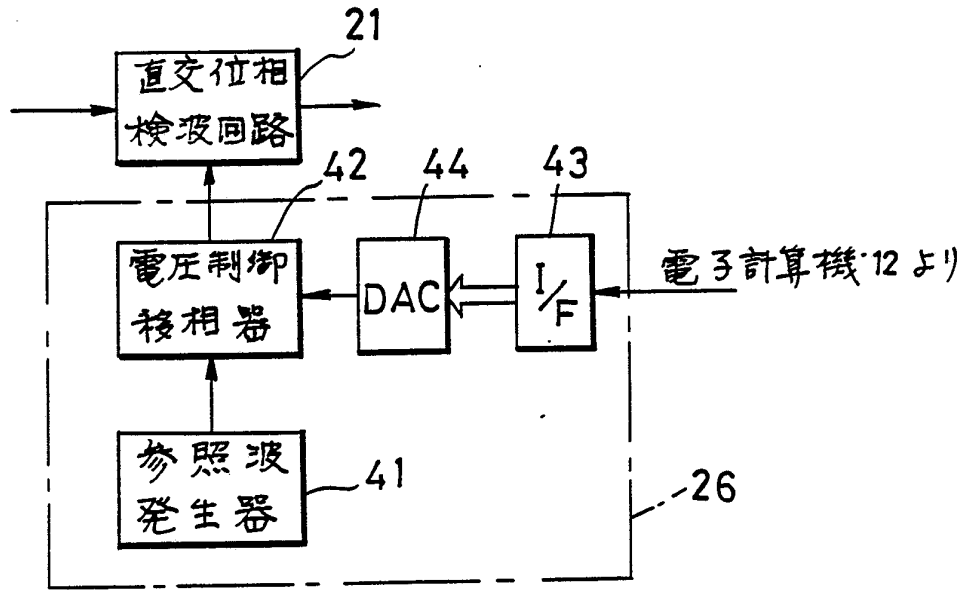 21
直交位相
検波回路
42
44
43
電圧制御
移相器
DAC
I/F
電子計算機12より
参照波
発生器
41
26